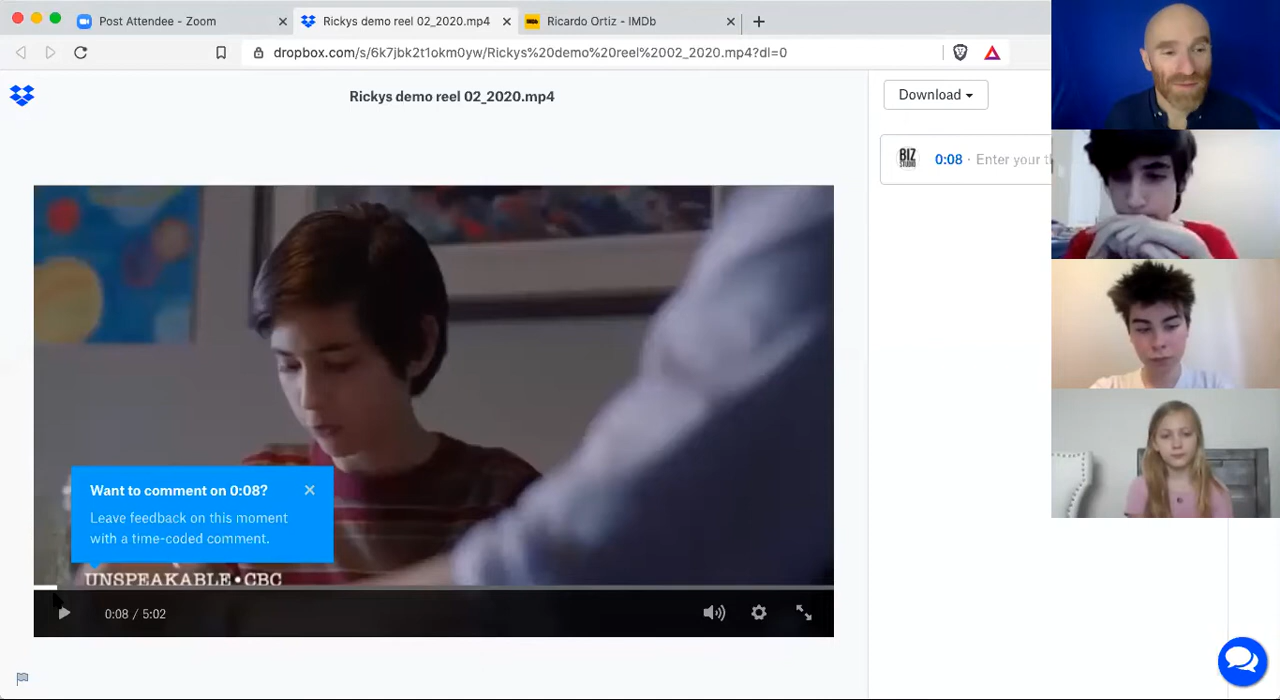 Post Attendee - Zoom
Rickys demo reel 02_2020.mp4
Ricardo Ortiz - IMDb
dropbox.com/s/6k7jbk2t1okm0yw/Rickys%20demo%20reel%2002_2020.mp4?dl=0
Rickys demo reel 02_2020.mp4
Download
BIZ
STUDIO
0:08 · Enter your t
Want to comment on 0:08?
Leave feedback on this moment
with a time-coded comment.
UNSPEAKABLE•CBC
0:08 / 5:02